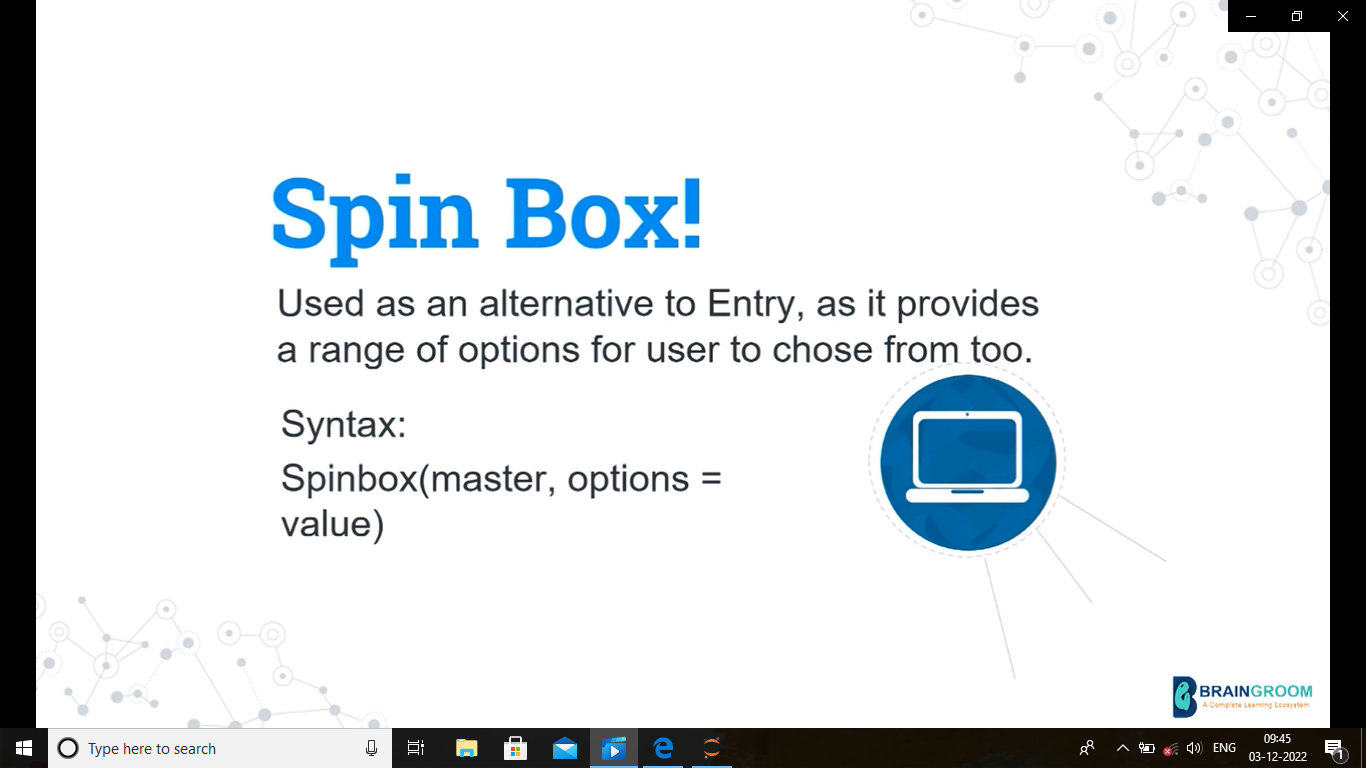 Spin Box!
Used as an alternative to Entry, as it provides
a range of options for user to chose from too.
Syntax:
Spinbox(master, options =
value)
BRAINGROOM
A Complete Learning Ecosystem
Type here to search
ENG
09:45
03-12-2022
1